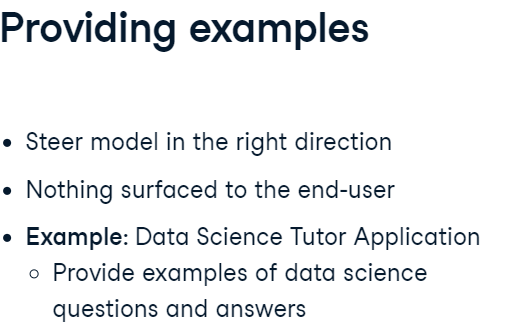 Providing examples
• Steer model in the right direction
• Nothing surfaced to the end-user
• Example: Data Science Tutor Application
○ Provide examples of data science
questions and answers